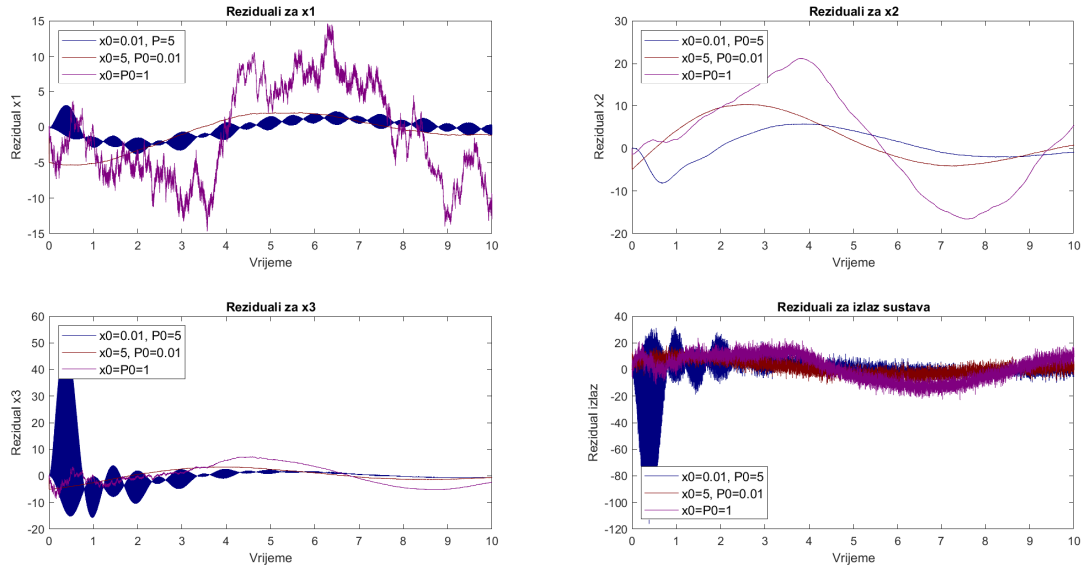 Reziduali za x1
Rezidual x1
15
10
5
0
-5
-10
-15
x0=0.01, P=5
x0=5, P0=0.01
x0=P0=1
0 1 2 3 4 5 6 7 8 9 10
Vrijeme
Reziduali za x2
Rezidual x2
30
20
10
0
-10
-20
x0=0.01, P0=5
x0=5, P0=0.01
x0=P0=1
0 1 2 3 4 5 6 7 8 9 10
Vrijeme
Reziduali za x3
Rezidual x3
60
50
40
30
20
10
0
-10
-20
x0=0.01, P0=5
x0=5, P0=0.01
x0=P0=1
0 1 2 3 4 5 6 7 8 9 10
Vrijeme
Reziduali za izlaz sustava
Rezidual izlaz
40
20
0
-20
-40
-60
-80
-100
-120
x0=0.01, P0=5
x0=5, P0=0.01
x0=P0=1
0 1 2 3 4 5 6 7 8 9 10
Vrijeme